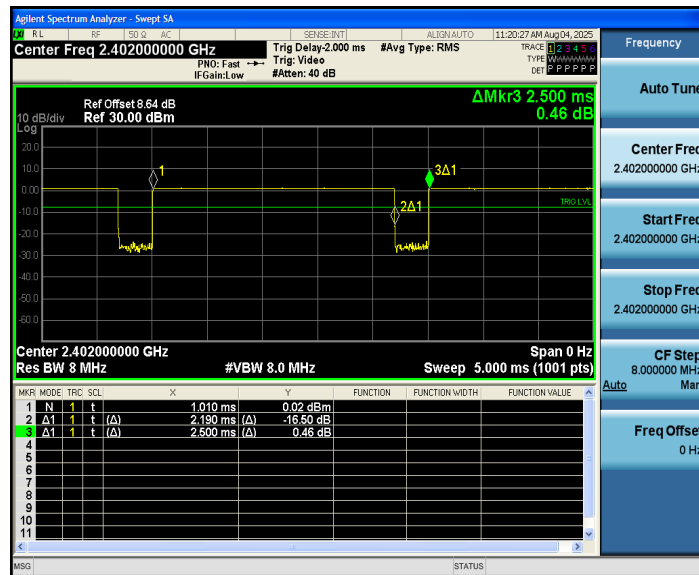 Agilent Spectrum Analyzer - Swept SA
LXI RL RF 50 Ω AC SENSE:INT ALIGN AUTO 11:20:27 AM Aug 04, 2025
Center Freq 2.402000000 GHz
PNO: Fast
IFGain:Low
Trig Delay-2.000 ms
Trig: Video
#Atten: 40 dB
#Avg Type: RMS
TRACE 1 2 3 4 5 6
TYPE W
DET P P P P P P
Ref Offset 8.64 dB
Ref 30.00 dBm
10 dB/div
Log
ΔMkr3 2.500 ms
0.46 dB
20.0
10.0
0.00
-10.0
-20.0
-30.0
-40.0
-50.0
-60.0
1
2Δ1
3Δ1
TRIG LVL
Center 2.402000000 GHz Span 0 Hz
Res BW 8 MHz #VBW 8.0 MHz Sweep 5.000 ms (1001 pts)
MKR MODE TRC SCL X Y FUNCTION FUNCTION WIDTH FUNCTION VALUE
1 N 1 t 1.010 ms 0.02 dBm
2 Δ1 1 t (Δ) 2.190 ms (Δ) -16.50 dB
3 Δ1 1 t (Δ) 2.500 ms (Δ) 0.46 dB
4
5
6
7
8
9
10
11
MSG STATUS
Frequency
Auto Tune
Center Freq
2.402000000 GHz
Start Freq
2.402000000 GHz
Stop Freq
2.402000000 GHz
CF Step
8.000000 MHz
Auto Man
Freq Offset
0 Hz